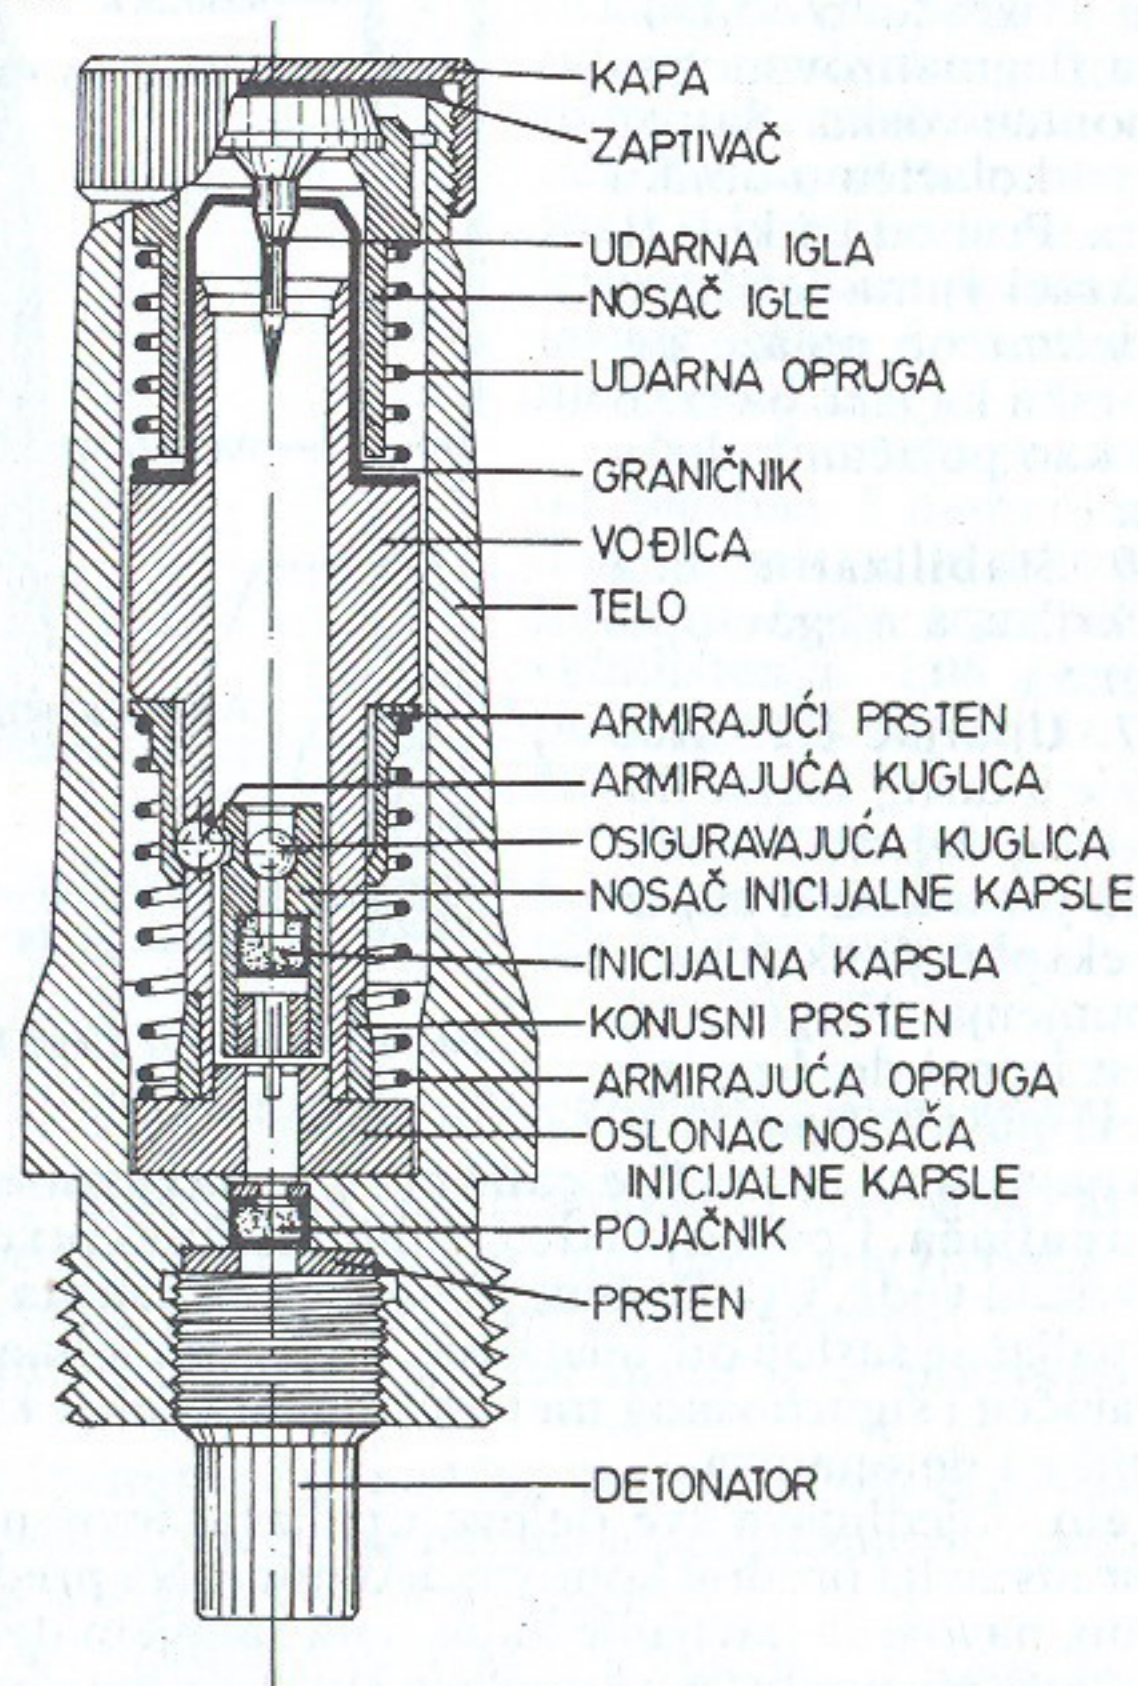 KAPA
ZAPTIVAČ
UDARNA IGLA
NOSAČ IGLE
UDARNA OPRUGA
GRANIČNIK
VOĐICA
TELO
ARMIRAJUĆI PRSTEN
ARMIRAJUĆA KUGLICA
OSIGURAVAJUĆA KUGLICA
NOSAČ INICIJALNE KAPSLE
INICIJALNA KAPSLA
KONUSNI PRSTEN
ARMIRAJUĆA OPRUGA
OSLONAC NOSAČA
INICIJALNE KAPSLE
POJAČNIK
PRSTEN
DETONATOR